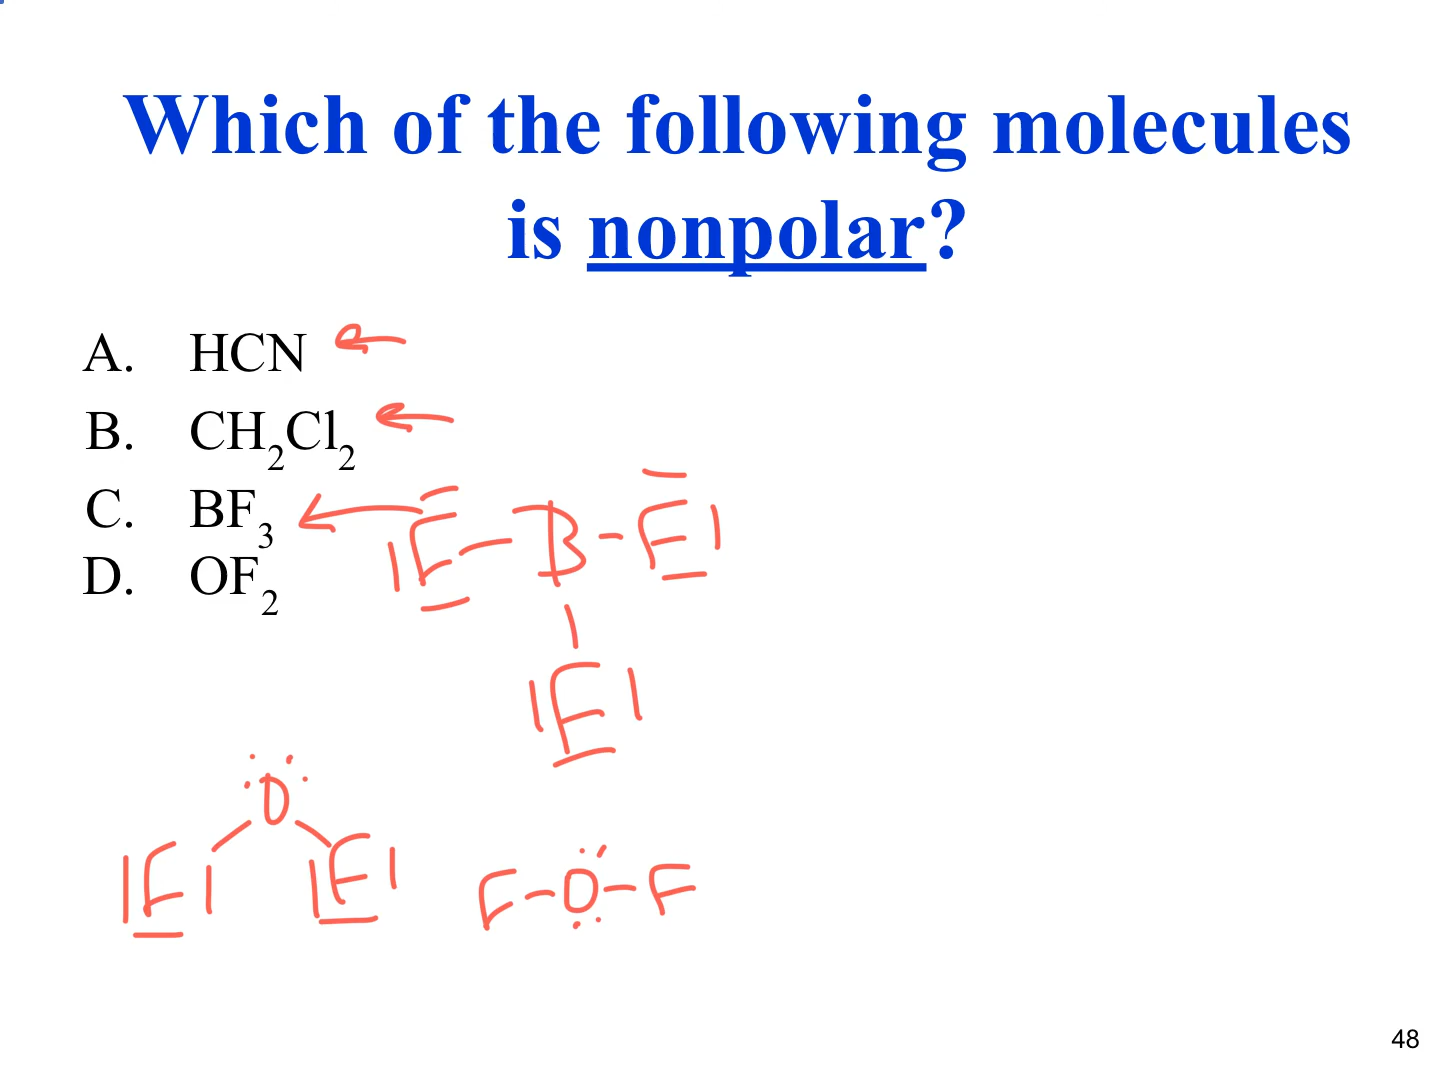 Which of the following molecules
is nonpolar?
A. HCN
B. CH2Cl2
C. BF3
D. OF2
F-B-F
F
O
F F
F-O-F
48